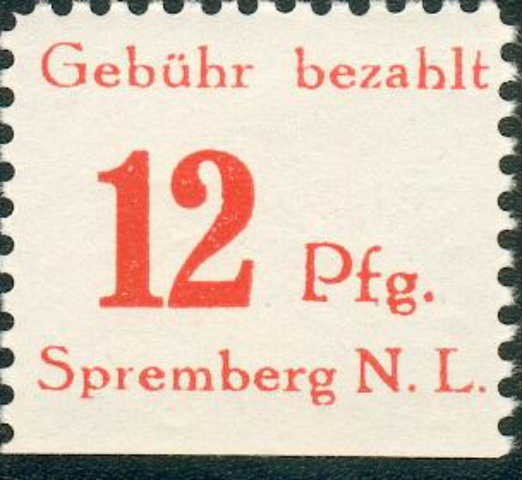 Gebühr bezahlt
12 Pfg.
Spremberg N. L.